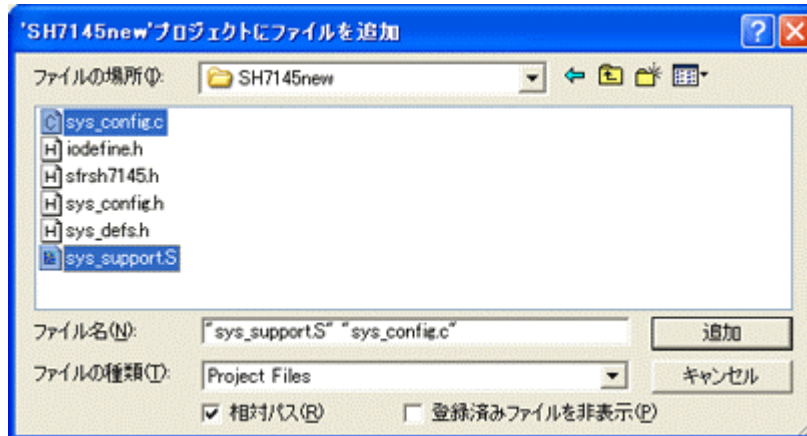 'SH7145new'プロジェクトにファイルを追加
ファイルの場所(I):
SH7145new
sys_config.c
iodefine.h
sfrsh7145.h
sys_config.h
sys_defs.h
sys_support.S
ファイル名(N):
"sys_support.S" "sys_config.c"
追加
ファイルの種類(T):
Project Files
キャンセル
相対パス(R)
登録済みファイルを非表示(P)